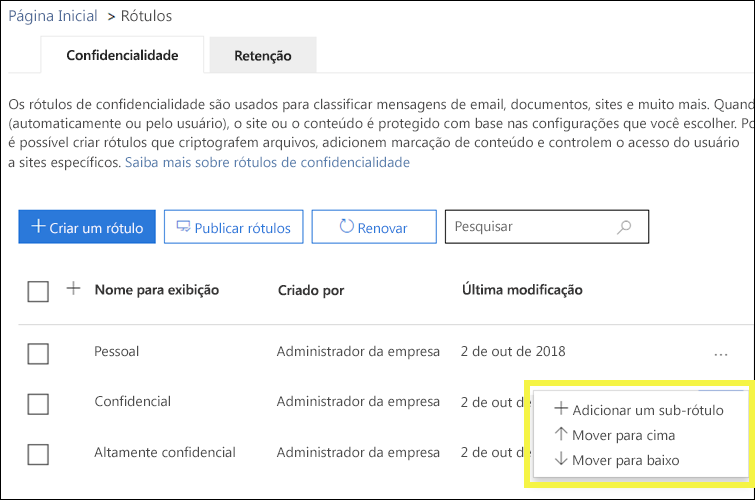 Página Inicial > Rótulos
Confidencialidade Retenção
Os rótulos de confidencialidade são usados para classificar mensagens de email, documentos, sites e muito mais. Quand
(automaticamente ou pelo usuário), o site ou o conteúdo é protegido com base nas configurações que você escolher. Po
é possível criar rótulos que criptografem arquivos, adicionem marcação de conteúdo e controlem o acesso do usuário
a sites específicos. Saiba mais sobre rótulos de confidencialidade
+ Criar um rótulo Publicar rótulos Renovar Pesquisar
+ Nome para exibição Criado por Última modificação
Pessoal Administrador da empresa 2 de out de 2018 ...
Confidencial Administrador da empresa 2 de out de
+ Adicionar um sub-rótulo
↑ Mover para cima
Altamente confidencial Administrador da empresa 2 de out de
↓ Mover para baixo